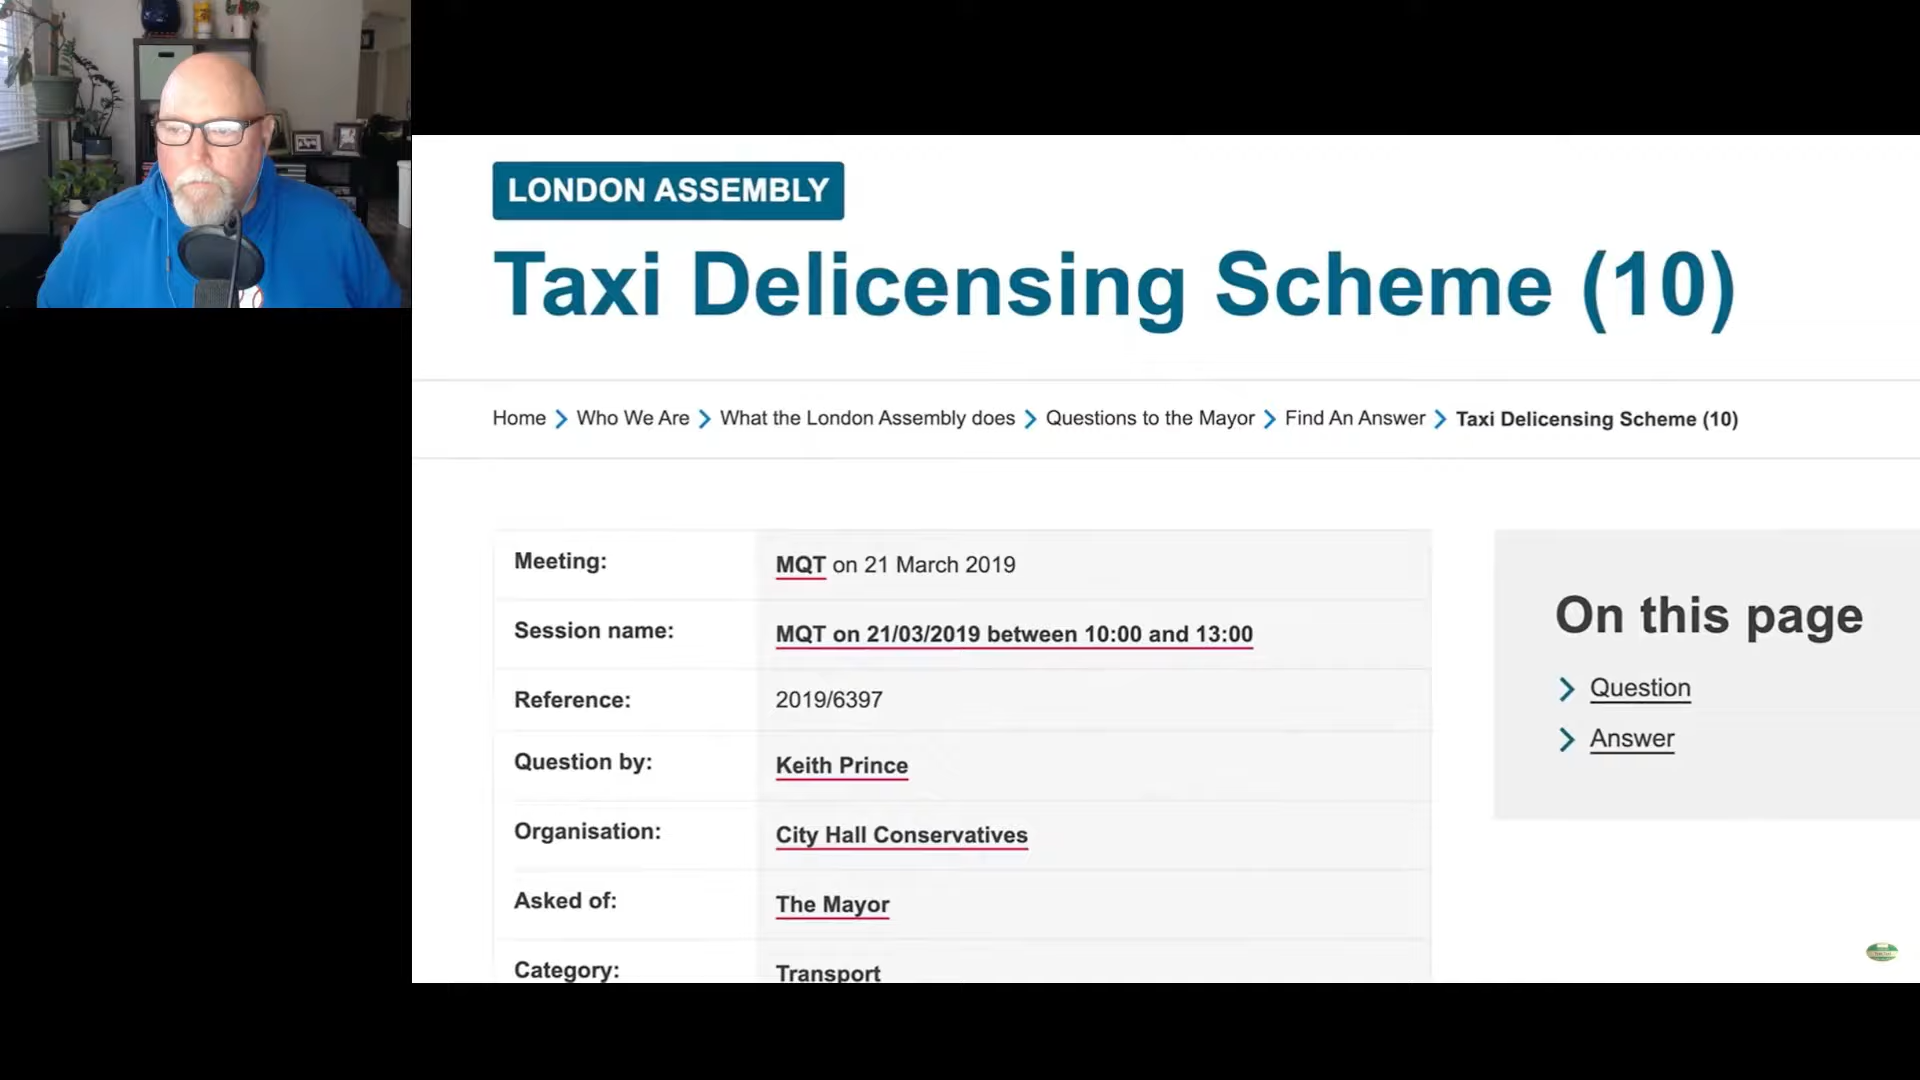 LONDON ASSEMBLY
Taxi Delicensing Scheme (10)
Home > Who We Are > What the London Assembly does > Questions to the Mayor > Find An Answer > Taxi Delicensing Scheme (10)
Meeting: MQT on 21 March 2019
Session name: MQT on 21/03/2019 between 10:00 and 13:00
Reference: 2019/6397
Question by: Keith Prince
Organisation: City Hall Conservatives
Asked of: The Mayor
Category: Transport
On this page
> Question
> Answer